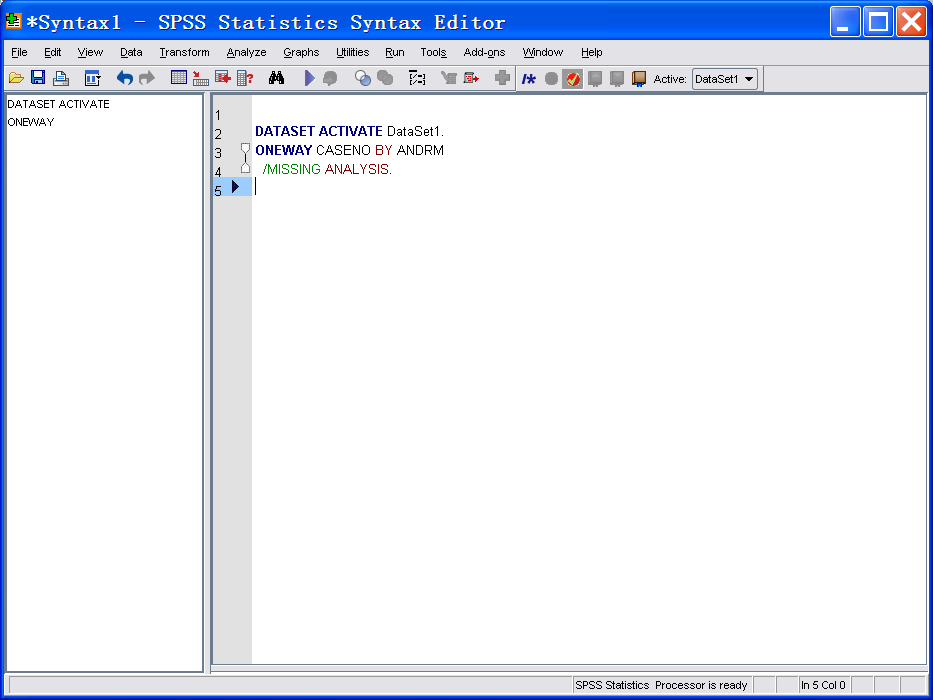 *Syntax1 - SPSS Statistics Syntax Editor
File Edit View Data Transform Analyze Graphs Utilities Run Tools Add-ons Window Help
Active: DataSet1
DATASET ACTIVATE
ONEWAY
1
2 DATASET ACTIVATE DataSet1.
3 ONEWAY CASENO BY ANDRM
4 /MISSING ANALYSIS.
5
SPSS Statistics Processor is ready In 5 Col 0